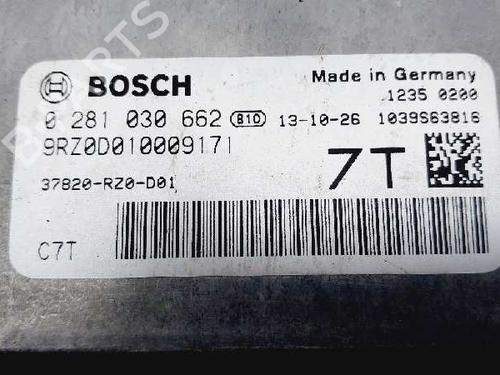 BOSCH
Made in Germany
.1235 0200
0 281 030 662 B10 13-10-26 1039S63816
9RZ0D010009171
7T
37820-RZ0-D01
C7T